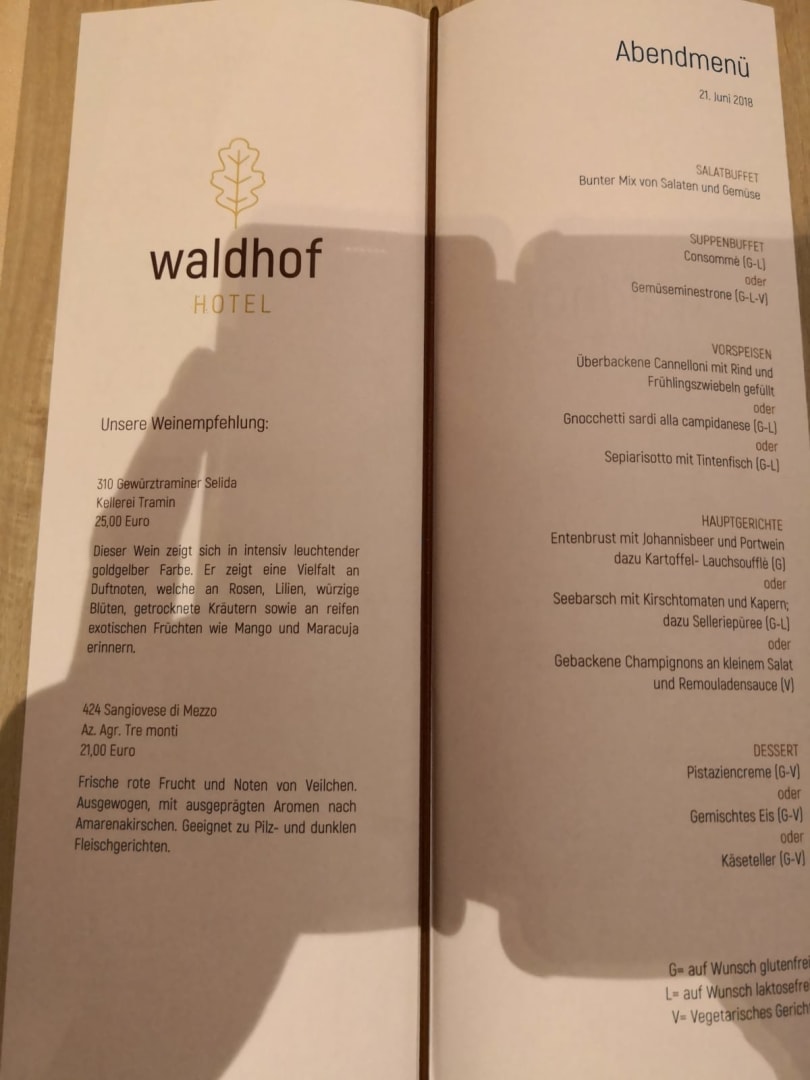 waldhof
HOTEL
Unsere Weinempfehlung:
310 Gewürztraminer Selida
Kellerei Tramin
25,00 Euro
Dieser Wein zeigt sich in intensiv leuchtender
goldgelber Farbe. Er zeigt eine Vielfalt an
Duftnoten, welche an Rosen, Lilien, würzige
Blüten, getrocknete Kräutern sowie an reifen
exotischen Früchten wie Mango und Maracuja
erinnern.
424 Sangiovese di Mezzo
Az. Agr. Tre monti
21,00 Euro
Frische rote Frucht und Noten von Veilchen.
Ausgewogen, mit ausgeprägten Aromen nach
Amarenakirschen. Geeignet zu Pilz- und dunklen
Fleischgerichten.
Abendmenü
21. Juni 2018
SALATBUFFET
Bunter Mix von Salaten und Gemüse
SUPPENBUFFET
Consommè (G-L)
oder
Gemüseminestrone (G-L-V)
VORSPEISEN
Überbackene Cannelloni mit Rind und
Frühlingszwiebeln gefüllt
oder
Gnocchetti sardi alla campidanese (G-L)
oder
Sepiarisotto mit Tintenfisch (G-L)
HAUPTGERICHTE
Entenbrust mit Johannisbeer und Portwein
dazu Kartoffel- Lauchsoufflè (G)
oder
Seebarsch mit Kirschtomaten und Kapern;
dazu Selleriepüree (G-L)
oder
Gebackene Champignons an kleinem Salat
und Remouladensauce (V)
DESSERT
Pistaziencreme (G-V)
oder
Gemischtes Eis (G-V)
oder
Käseteller (G-V)
G= auf Wunsch glutenfrei
L= auf Wunsch laktosefre
V= Vegetarisches Gericht